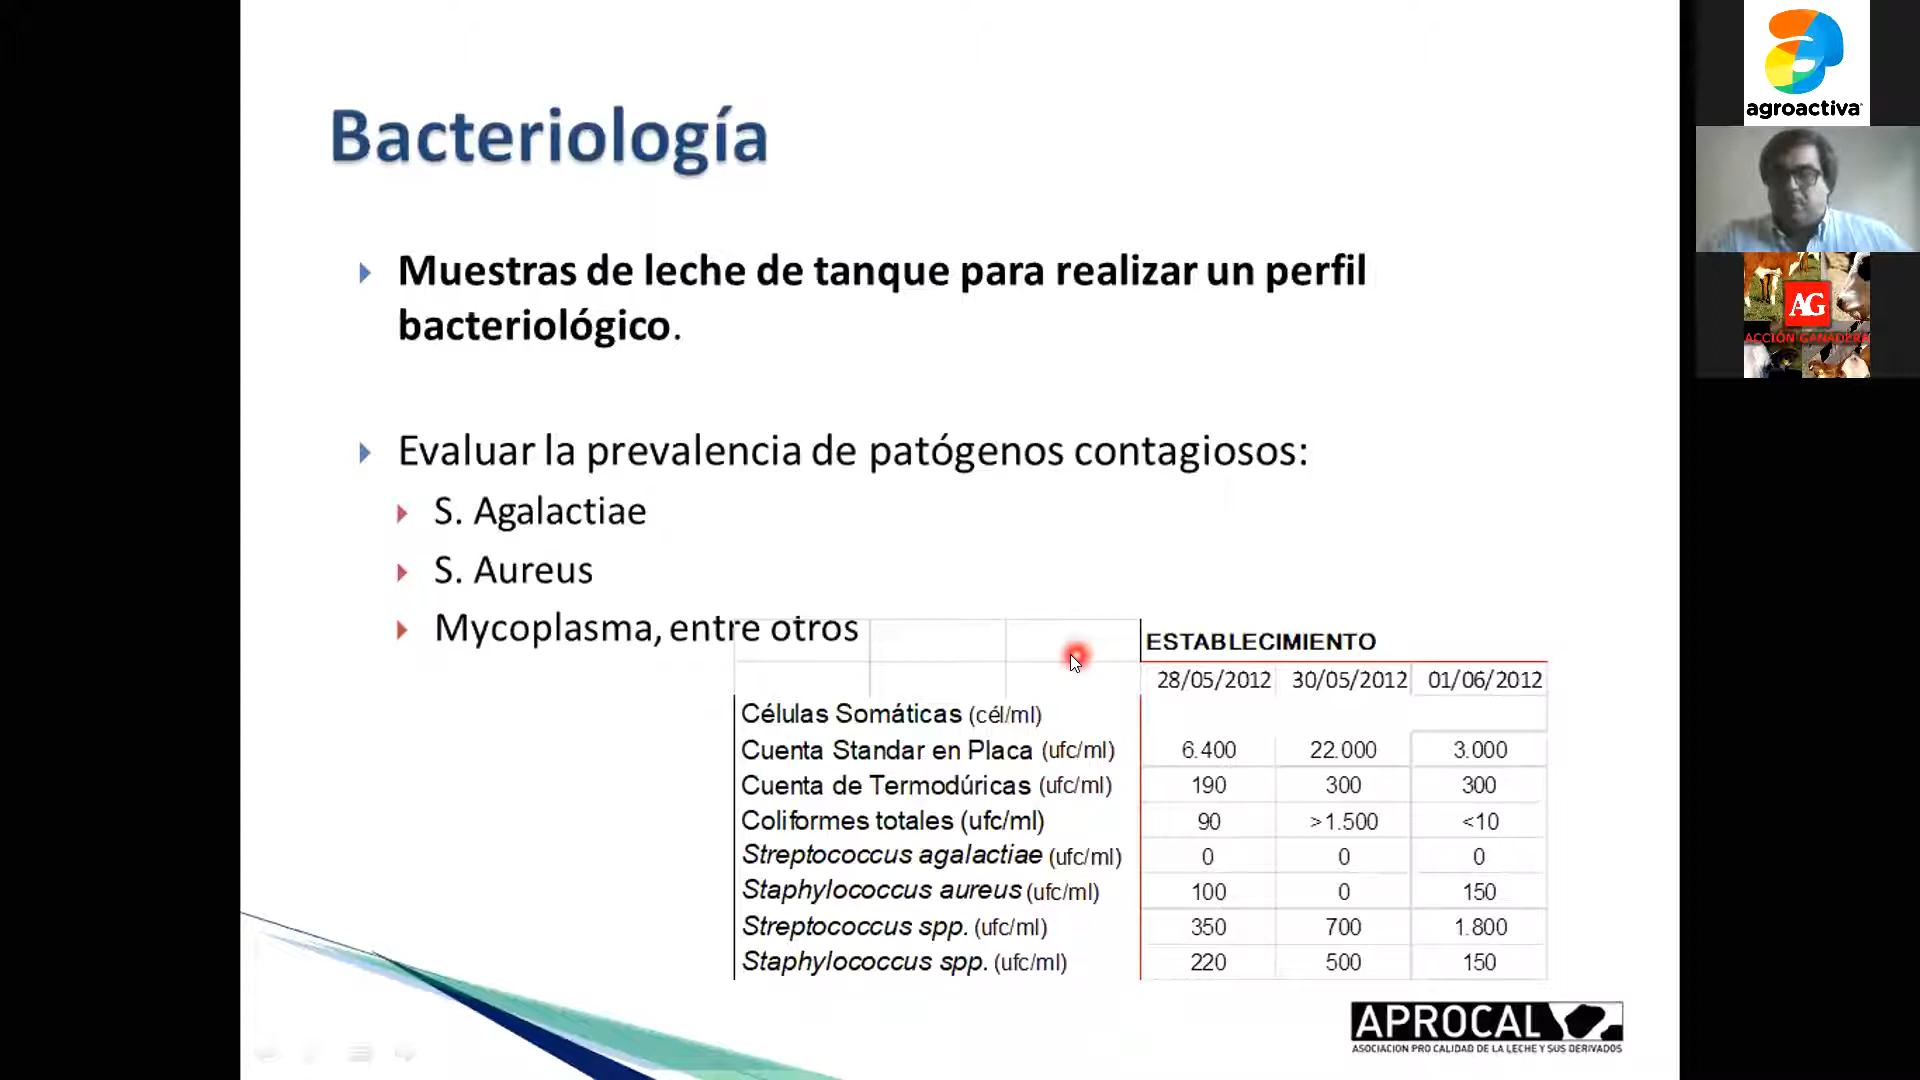 Bacteriología
Muestras de leche de tanque para realizar un perfil
bacteriológico.
Evaluar la prevalencia de patógenos contagiosos:
S. Agalactiae
S. Aureus
Mycoplasma, entre otros
ESTABLECIMIENTO
28/05/2012 30/05/2012 01/06/2012
Células Somáticas (cél/ml)
Cuenta Standar en Placa (ufc/ml) 6.400 22.000 3.000
Cuenta de Termodúricas (ufc/ml) 190 300 300
Coliformes totales (ufc/ml) 90 >1.500 <10
Streptococcus agalactiae (ufc/ml) 0 0 0
Staphylococcus aureus (ufc/ml) 100 0 150
Streptococcus spp. (ufc/ml) 350 700 1.800
Staphylococcus spp. (ufc/ml) 220 500 150
APROCAL
ASOCIACION PRO CALIDAD DE LA LECHE Y SUS DERIVADOS
agroactiva
AG
ACCIÓN GANADERA